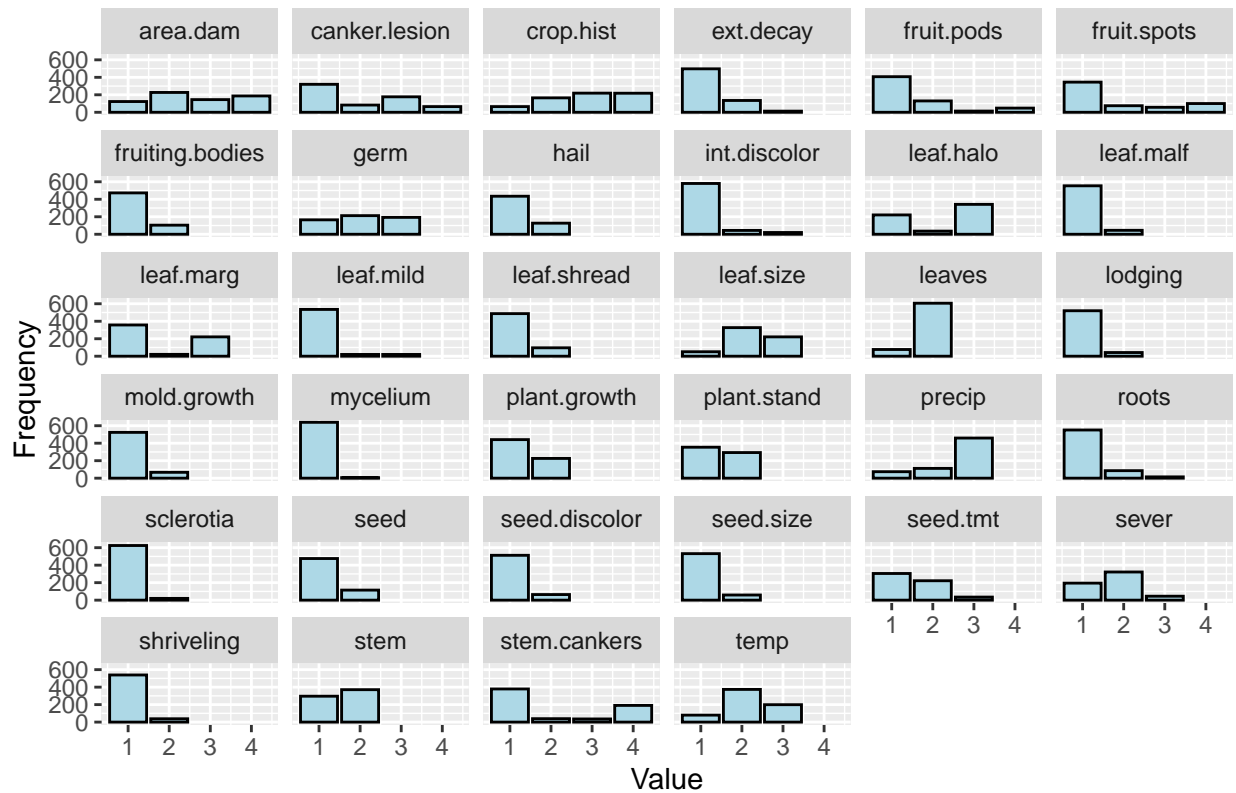 area.dam canker.lesion crop.hist ext.decay fruit.pods fruit.spots
600
400
200
0
fruiting.bodies germ hail int.discolor leaf.halo leaf.malf
600
400
200
0
leaf.marg leaf.mild leaf.shread leaf.size leaves lodging
600
400
200
0
mold.growth mycelium plant.growth plant.stand precip roots
600
400
200
0
sclerotia seed seed.discolor seed.size seed.tmt sever
600
400
200
0
1 2 3 4 1 2 3 4
shriveling stem stem.cankers temp
600
400
200
0
1 2 3 4 1 2 3 4 1 2 3 4 1 2 3 4
Frequency
Value